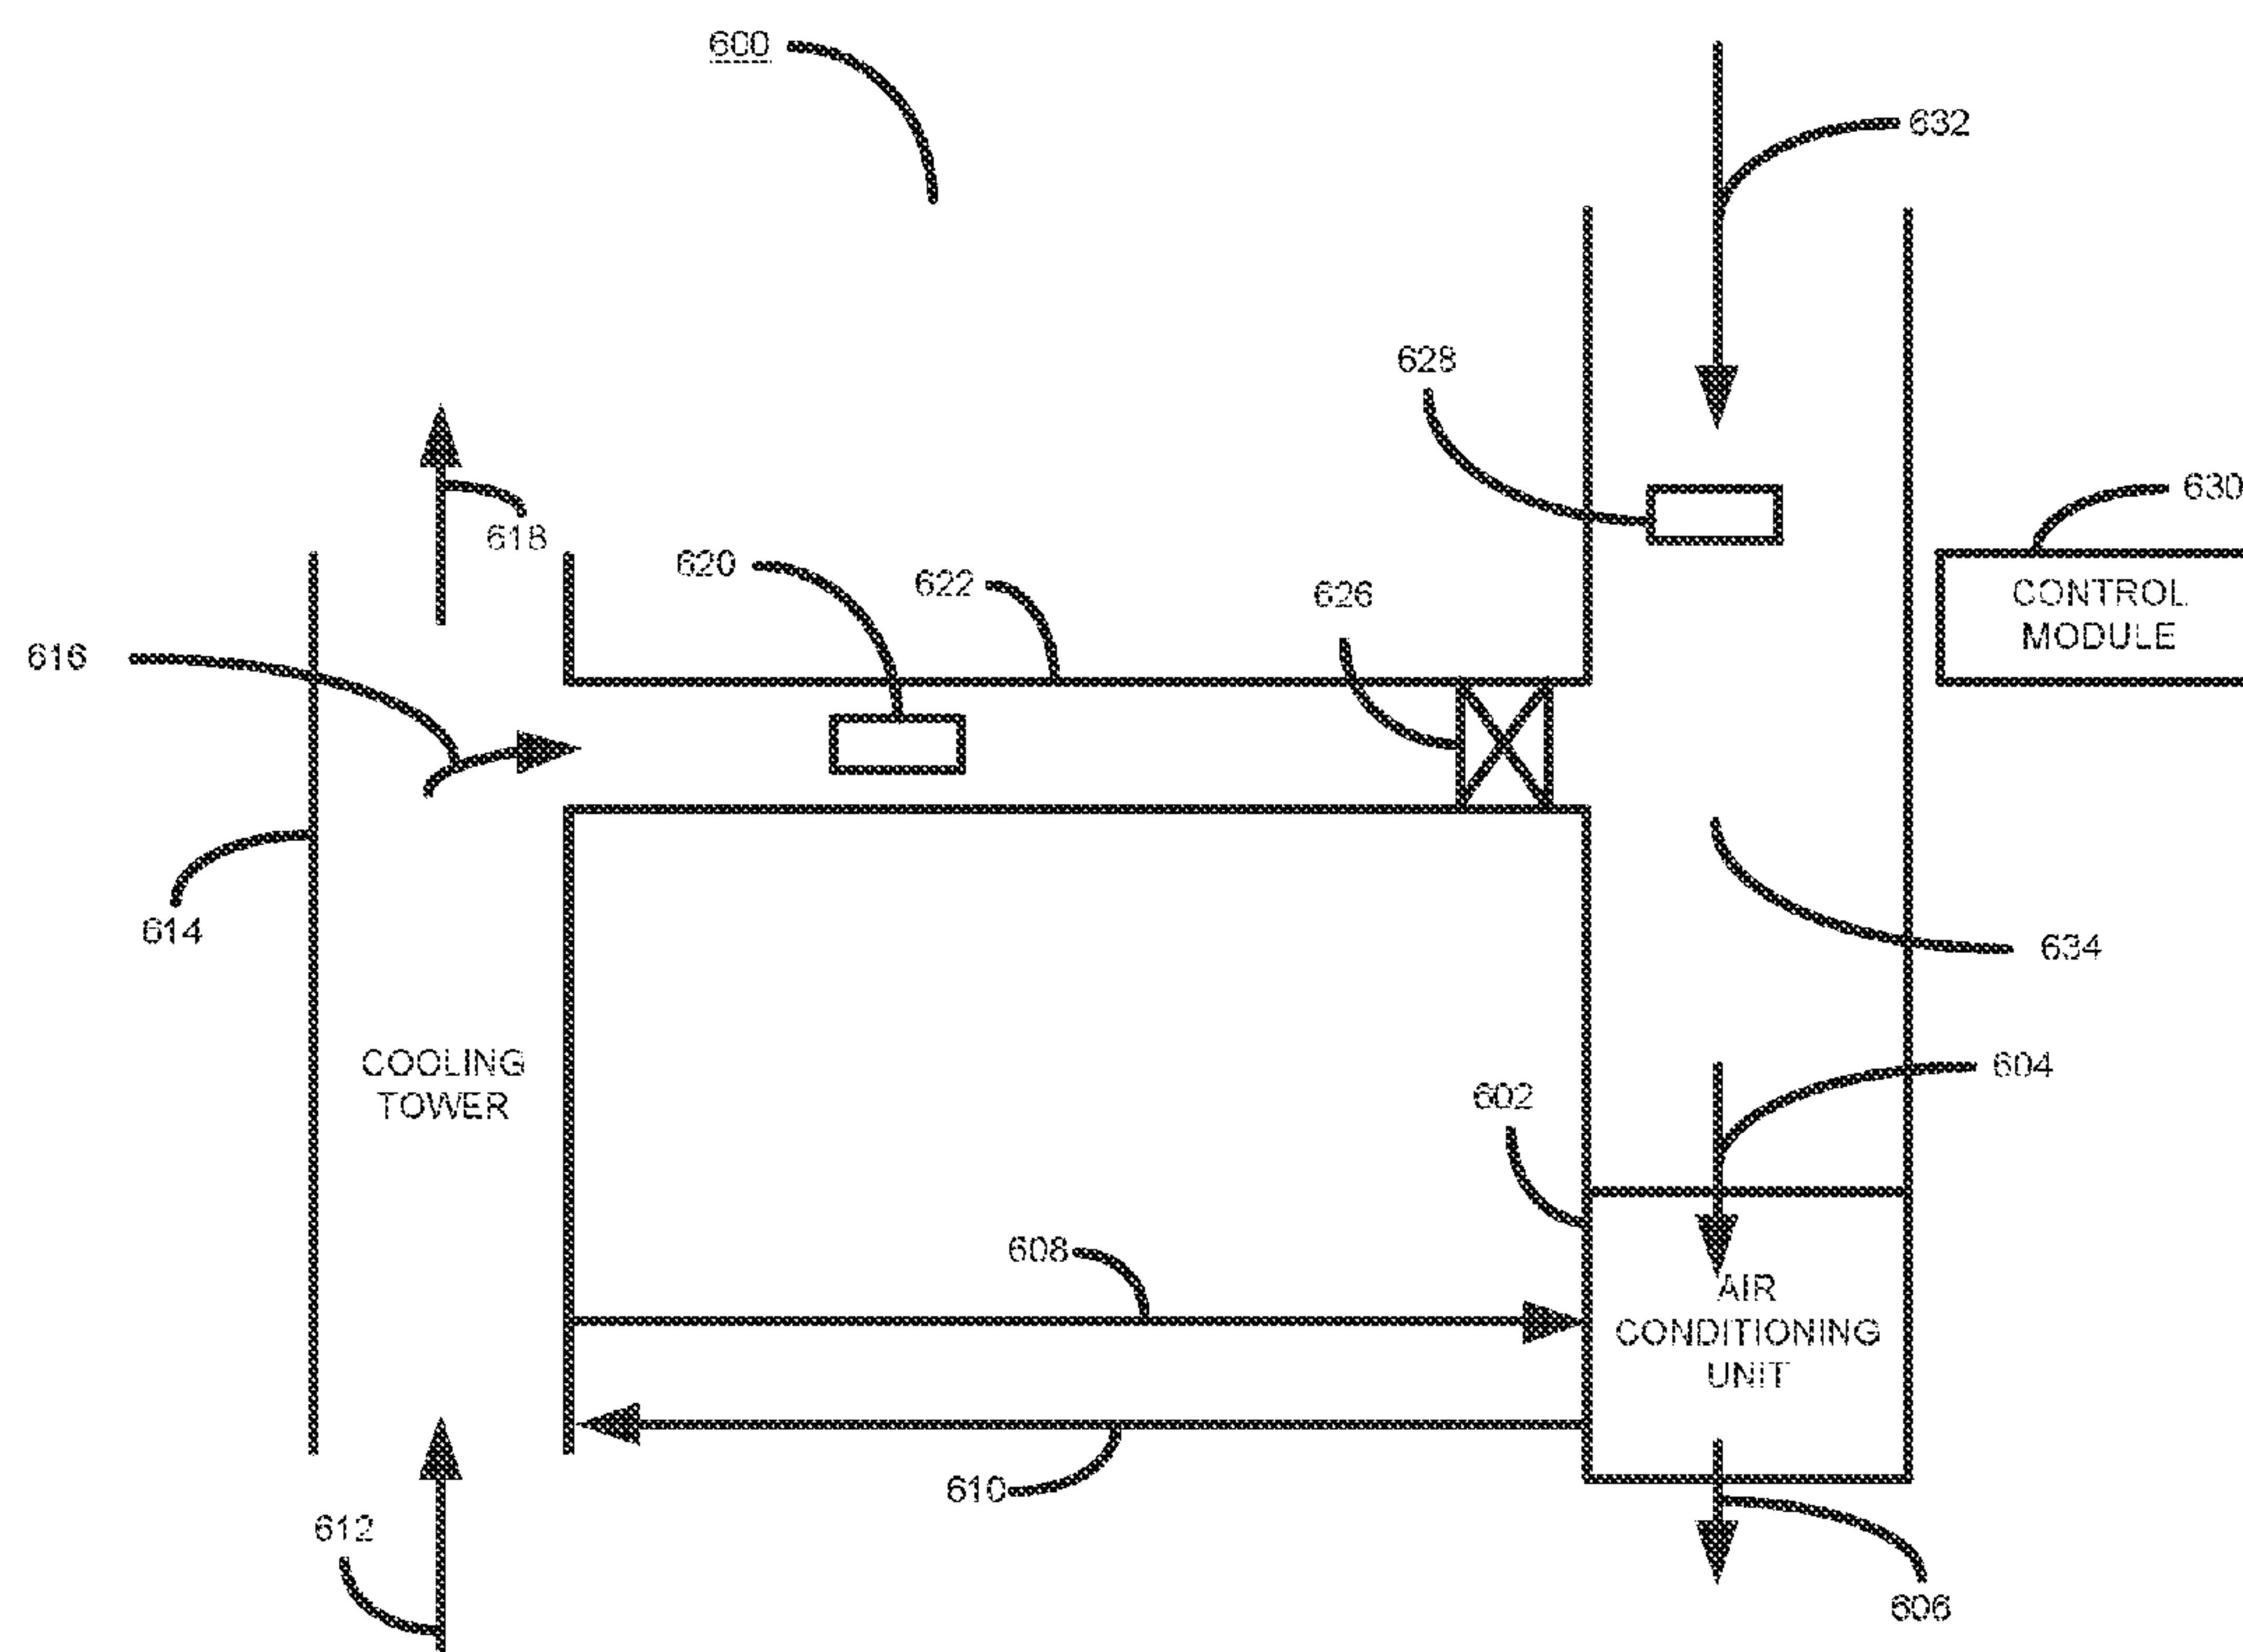 600
632
628
630
CONTROL
MODULE
618
620
622
626
616
614
634
COOLING
TOWER
604
602
608
AIR
CONDITIONING
UNIT
610
612
606